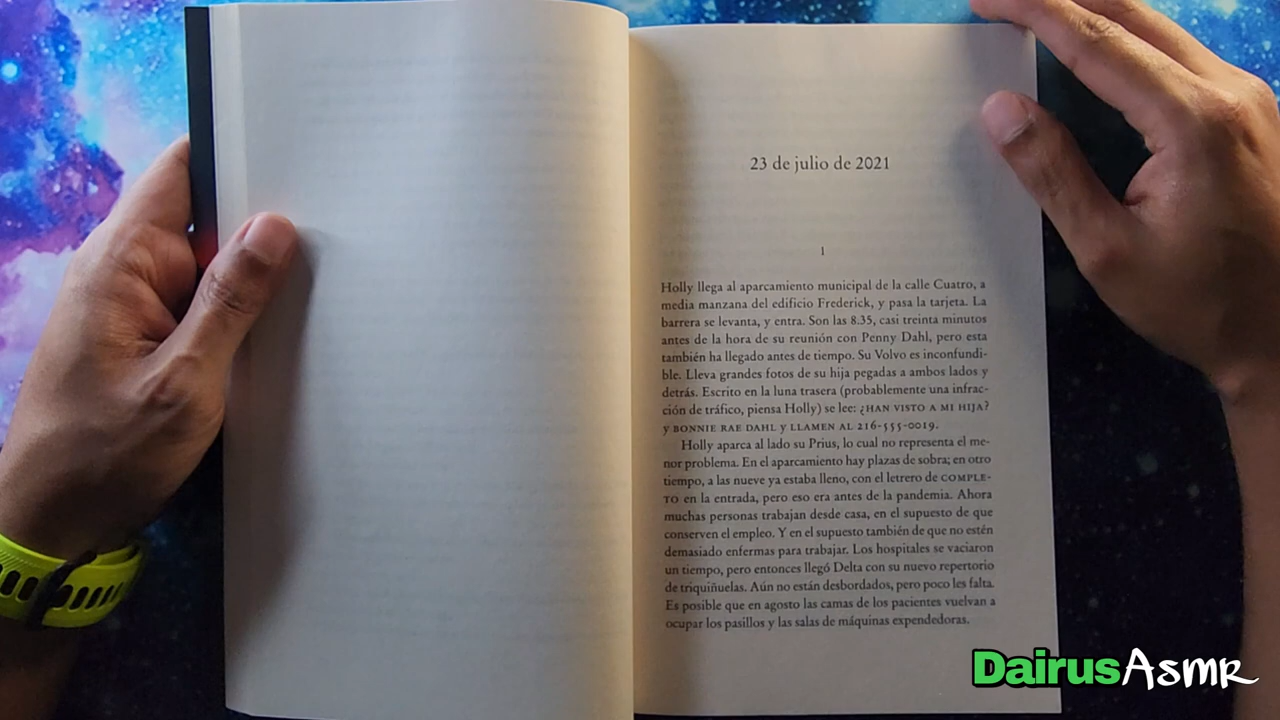 23 de julio de 2021
1
Holly llega al aparcamiento municipal de la calle Cuatro, a
media manzana del edificio Frederick, y pasa la tarjeta. La
barrera se levanta, y entra. Son las 8.35, casi treinta minutos
antes de la hora de su reunión con Penny Dahl, pero esta
también ha llegado antes de tiempo. Su Volvo es inconfundi-
ble. Lleva grandes fotos de su hija pegadas a ambos lados y
detrás. Escrito en la luna trasera (probablemente una infrac-
ción de tráfico, piensa Holly) se lee: ¿HAN VISTO A MI HIJA?
y BONNIE RAE DAHL y LLAMEN AL 216-555-0019.
Holly aparca al lado su Prius, lo cual no representa el me-
nor problema. En el aparcamiento hay plazas de sobra; en otro
tiempo, a las nueve ya estaba lleno, con el letrero de COMPLE-
TO en la entrada, pero eso era antes de la pandemia. Ahora
muchas personas trabajan desde casa, en el supuesto de que
conserven el empleo. Y en el supuesto también de que no estén
demasiado enfermas para trabajar. Los hospitales se vaciaron
un tiempo, pero entonces llegó Delta con su nuevo repertorio
de triquiñuelas. Aún no están desbordados, pero poco les falta.
Es posible que en agosto las camas de los pacientes vuelvan a
ocupar los pasillos y las salas de máquinas expendedoras.
DairusAsmr